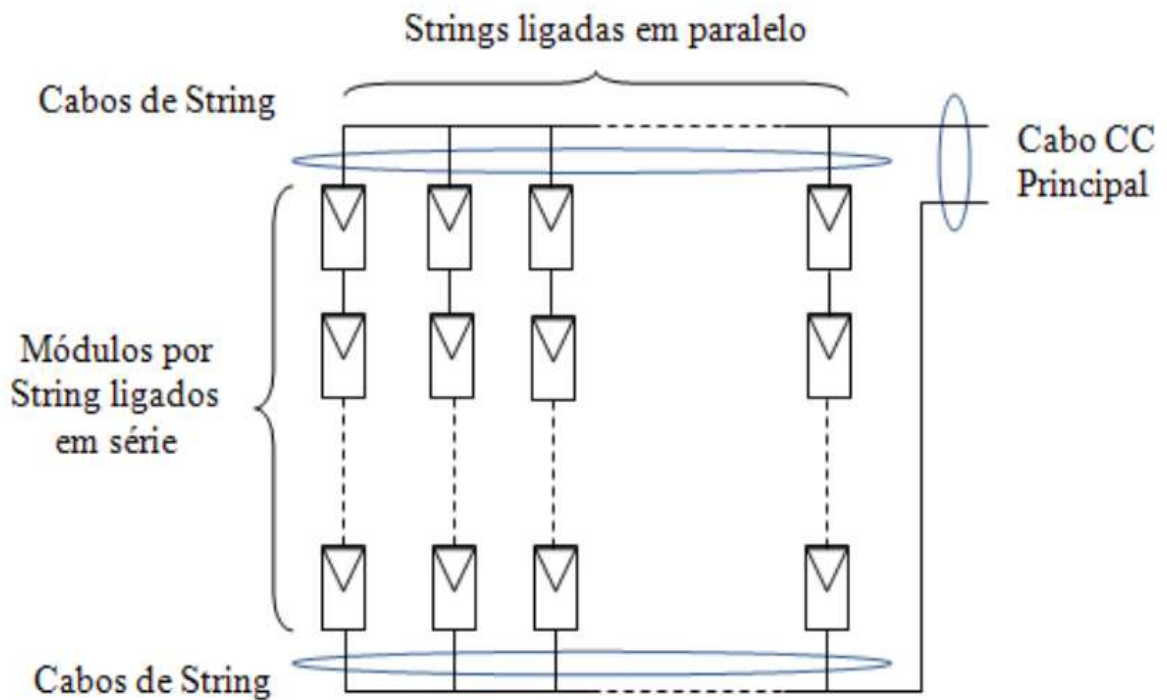 Strings ligadas em paralelo
Cabos de String
Cabo CC
Principal
Módulos por
String ligados
em série
Cabos de String